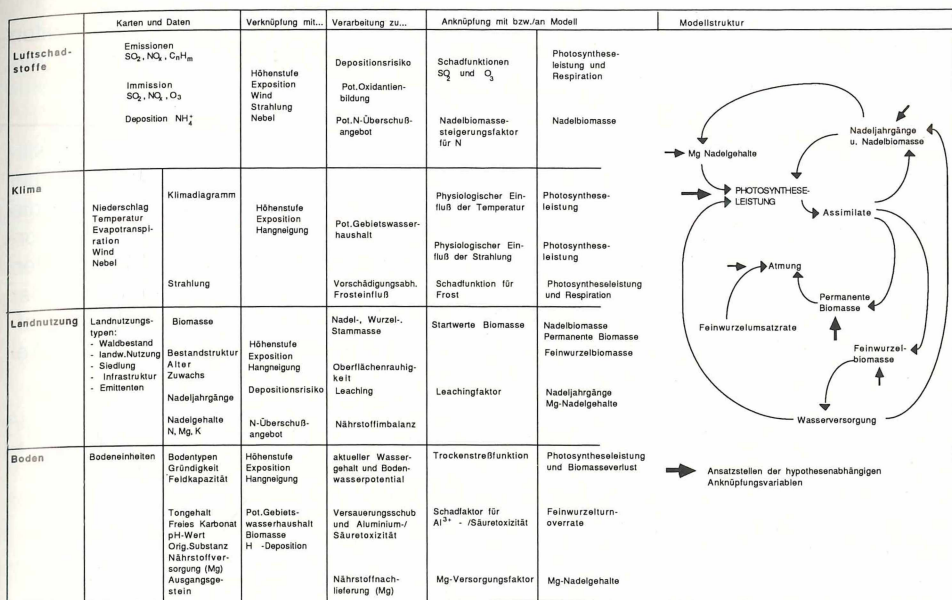 Karten und Daten
Verknüpfung mit...
Verarbeitung zu...
Anknüpfung mit bzw./an Modell
Modellstruktur
Luftschad-
stoffe
Emissionen
SO2, NOx, CnHm
Immission
SO2, NOx, O3
Deposition NH4+
Höhenstufe
Exposition
Wind
Strahlung
Nebel
Depositionsrisiko
Pot.Oxidantien-
bildung
Pot.N-Überschuß-
angebot
Schadfunktionen
SO2 und O3
Nadelbiomasse-
steigerungsfaktor
für N
Photosynthese-
leistung und
Respiration
Nadelbiomasse
Klima
Niederschlag
Temperatur
Evapotranspi-
ration
Wind
Nebel
Klimadiagramm
Strahlung
Höhenstufe
Exposition
Hangneigung
Pot.Gebietswasser-
haushalt
Vorschädigungsabh.
Frosteinfluß
Physiologischer Ein-
fluß der Temperatur
Physiologischer Ein-
fluß der Strahlung
Schadfunktion für
Frost
Photosynthese-
leistung
Photosynthese-
leistung
Photosyntheseleistung
und Respiration
Landnutzung
Landnutzungs-
typen:
- Waldbestand
- landw.Nutzung
- Siedlung
- Infrastruktur
- Emittenten
Biomasse
Bestandstruktur
Alter
Zuwachs
Nadeljahrgänge
Nadelgehalte
N, Mg, K
Höhenstufe
Exposition
Hangneigung
Depositionsrisiko
N-Überschuß-
angebot
Nadel-, Wurzel-.
Stammasse
Oberflächenrauhig-
keit
Leaching
Nährstoffimbalanz
Startwerte Biomasse
Leachingfaktor
Nadelbiomasse
Permanente Biomasse
Feinwurzelbiomasse
Nadeljahrgänge
Mg-Nadelgehalte
Boden
Bodeneinheiten
Bodentypen
Gründigkeit
Feldkapazität
Tongehalt
Freies Karbonat
pH-Wert
Orig.Substanz
Nährstoffver-
sorgung (Mg)
Ausgangsge-
stein
Höhenstufe
Exposition
Hangneigung
Pot.Gebiets-
wasserhaushalt
Biomasse
H -Deposition
aktueller Wasser-
gehalt und Boden-
wasserpotential
Versauerungsschub
und Aluminium-/
Säuretoxizität
Nährstoffnach-
lieferung (Mg)
Trockenstreßfunktion
Schadfaktor für
Al3+ - /Säuretoxizität
Mg-Versorgungsfaktor
Photosyntheseleistung
und Biomasseverlust
Feinwurzelturn-
overrate
Mg-Nadelgehalte
Nadeljahrgänge
u. Nadelbiomasse
Mg Nadelgehalte
PHOTOSYNTHESE-
LEISTUNG
Assimilate
Atmung
Permanente
Biomasse
Feinwurzelumsatzrate
Feinwurzel-
biomasse
Wasserversorgung
Ansatzstellen der hypothesenabhängigen
Anknüpfungsvariablen